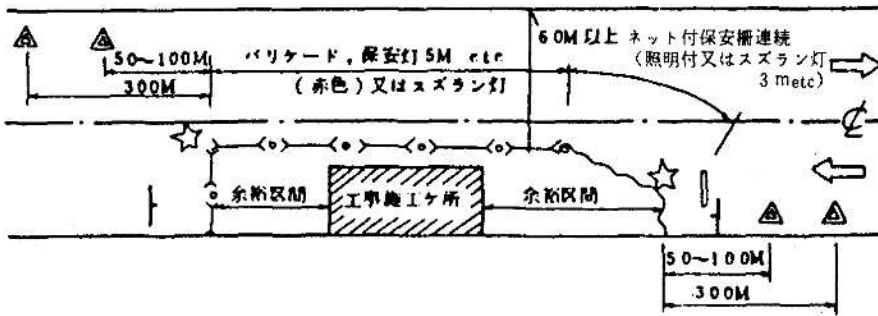 50~100M
300M
バリケード,保安灯5M etc
(赤色)又はスズラン灯
6 0M以上 ネット付保安柵連続
(照明付又はスズラン灯
3 metc)
余裕区間
工事施工ケ所
余裕区間
50~100M
300M